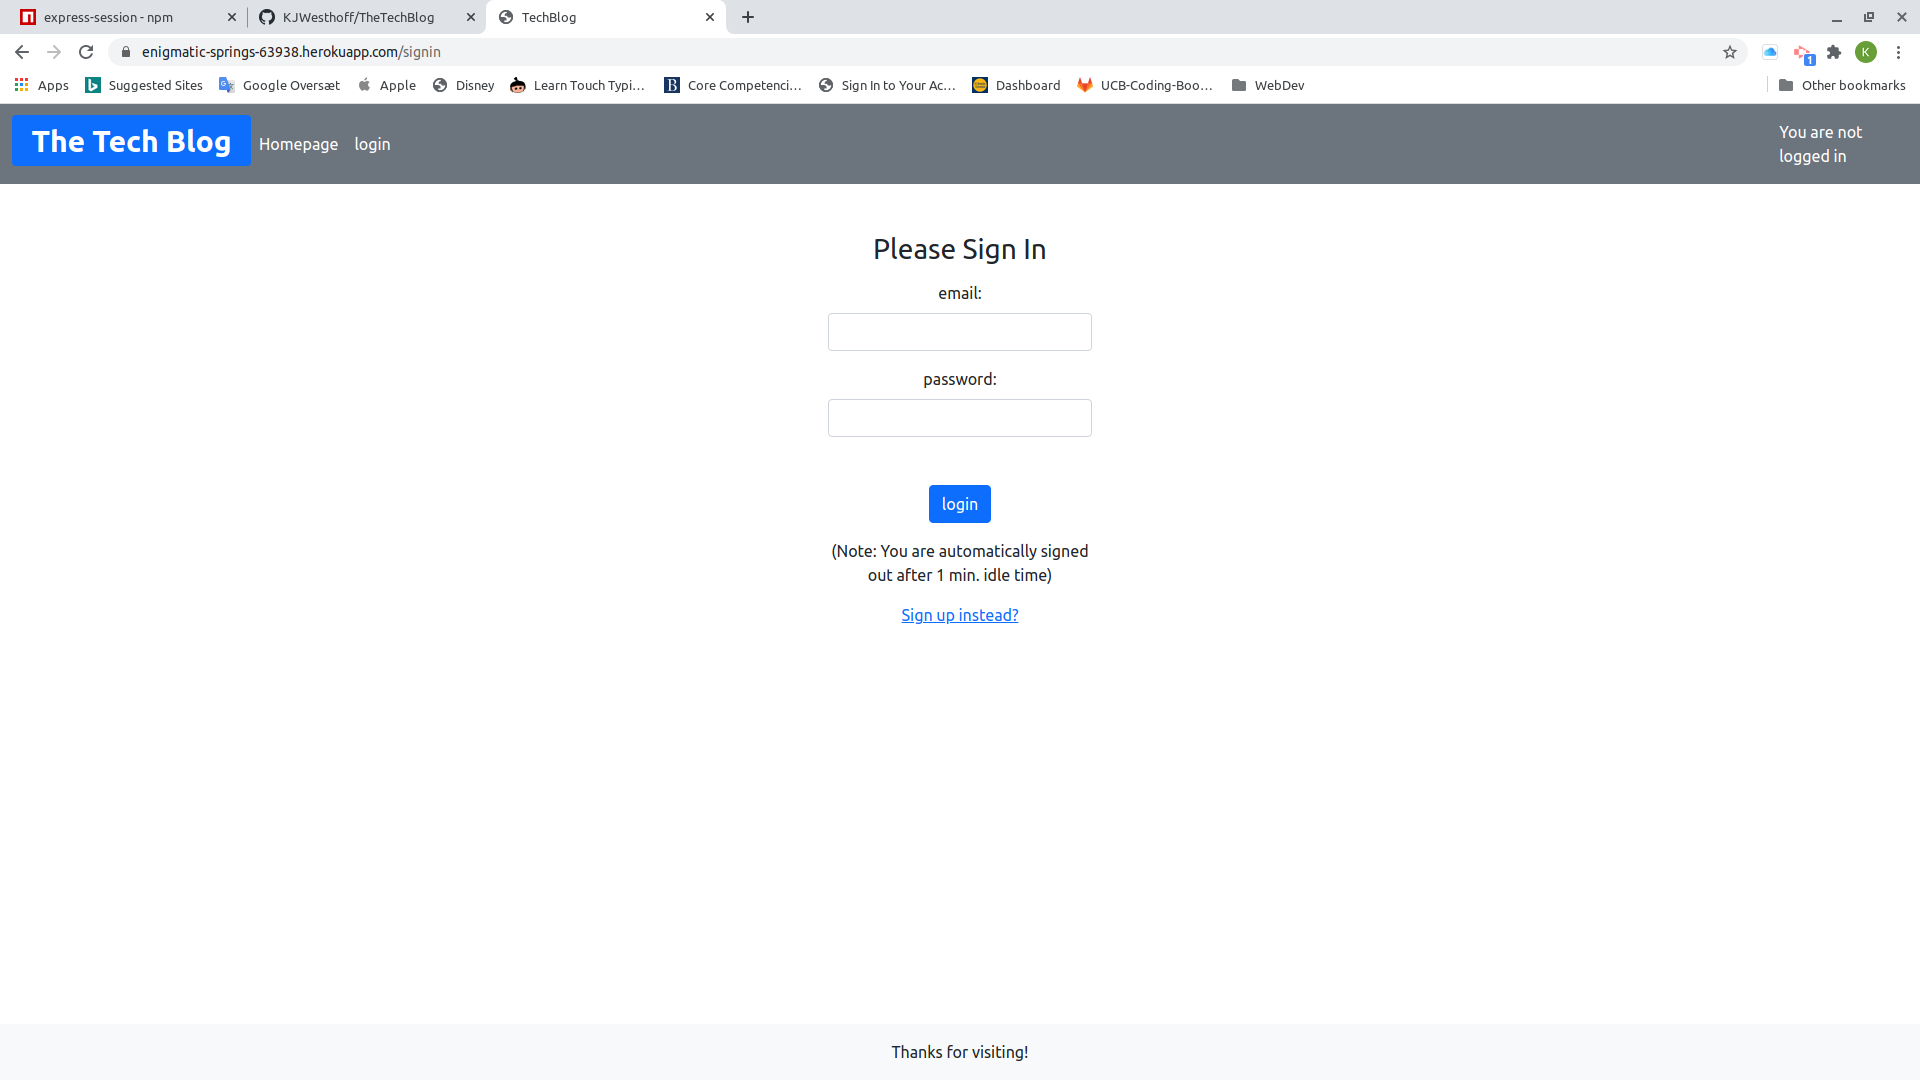 express-session - npm
KJWesthoff/TheTechBlog
TechBlog
enigmatic-springs-63938.herokuapp.com/signin
K
1
Apps
Suggested Sites
Google Oversæt
Apple
Disney
Learn Touch Typi...
Core Competenci...
Sign In to Your Ac...
Dashboard
UCB-Coding-Boo...
WebDev
Other bookmarks
The Tech Blog
Homepage
login
You are not
logged in
Please Sign In
email:
password:
login
(Note: You are automatically signed
out after 1 min. idle time)
Sign up instead?
Thanks for visiting!